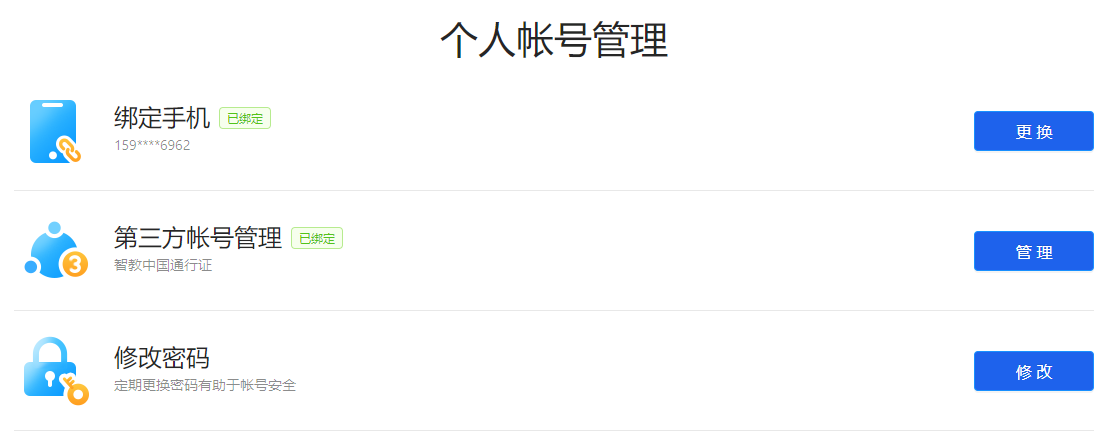 个人帐号管理
绑定手机 已绑定
159****6962
更换
第三方帐号管理 已绑定
智教中国通行证
管理
3
修改密码
定期更换密码有助于帐号安全
修改